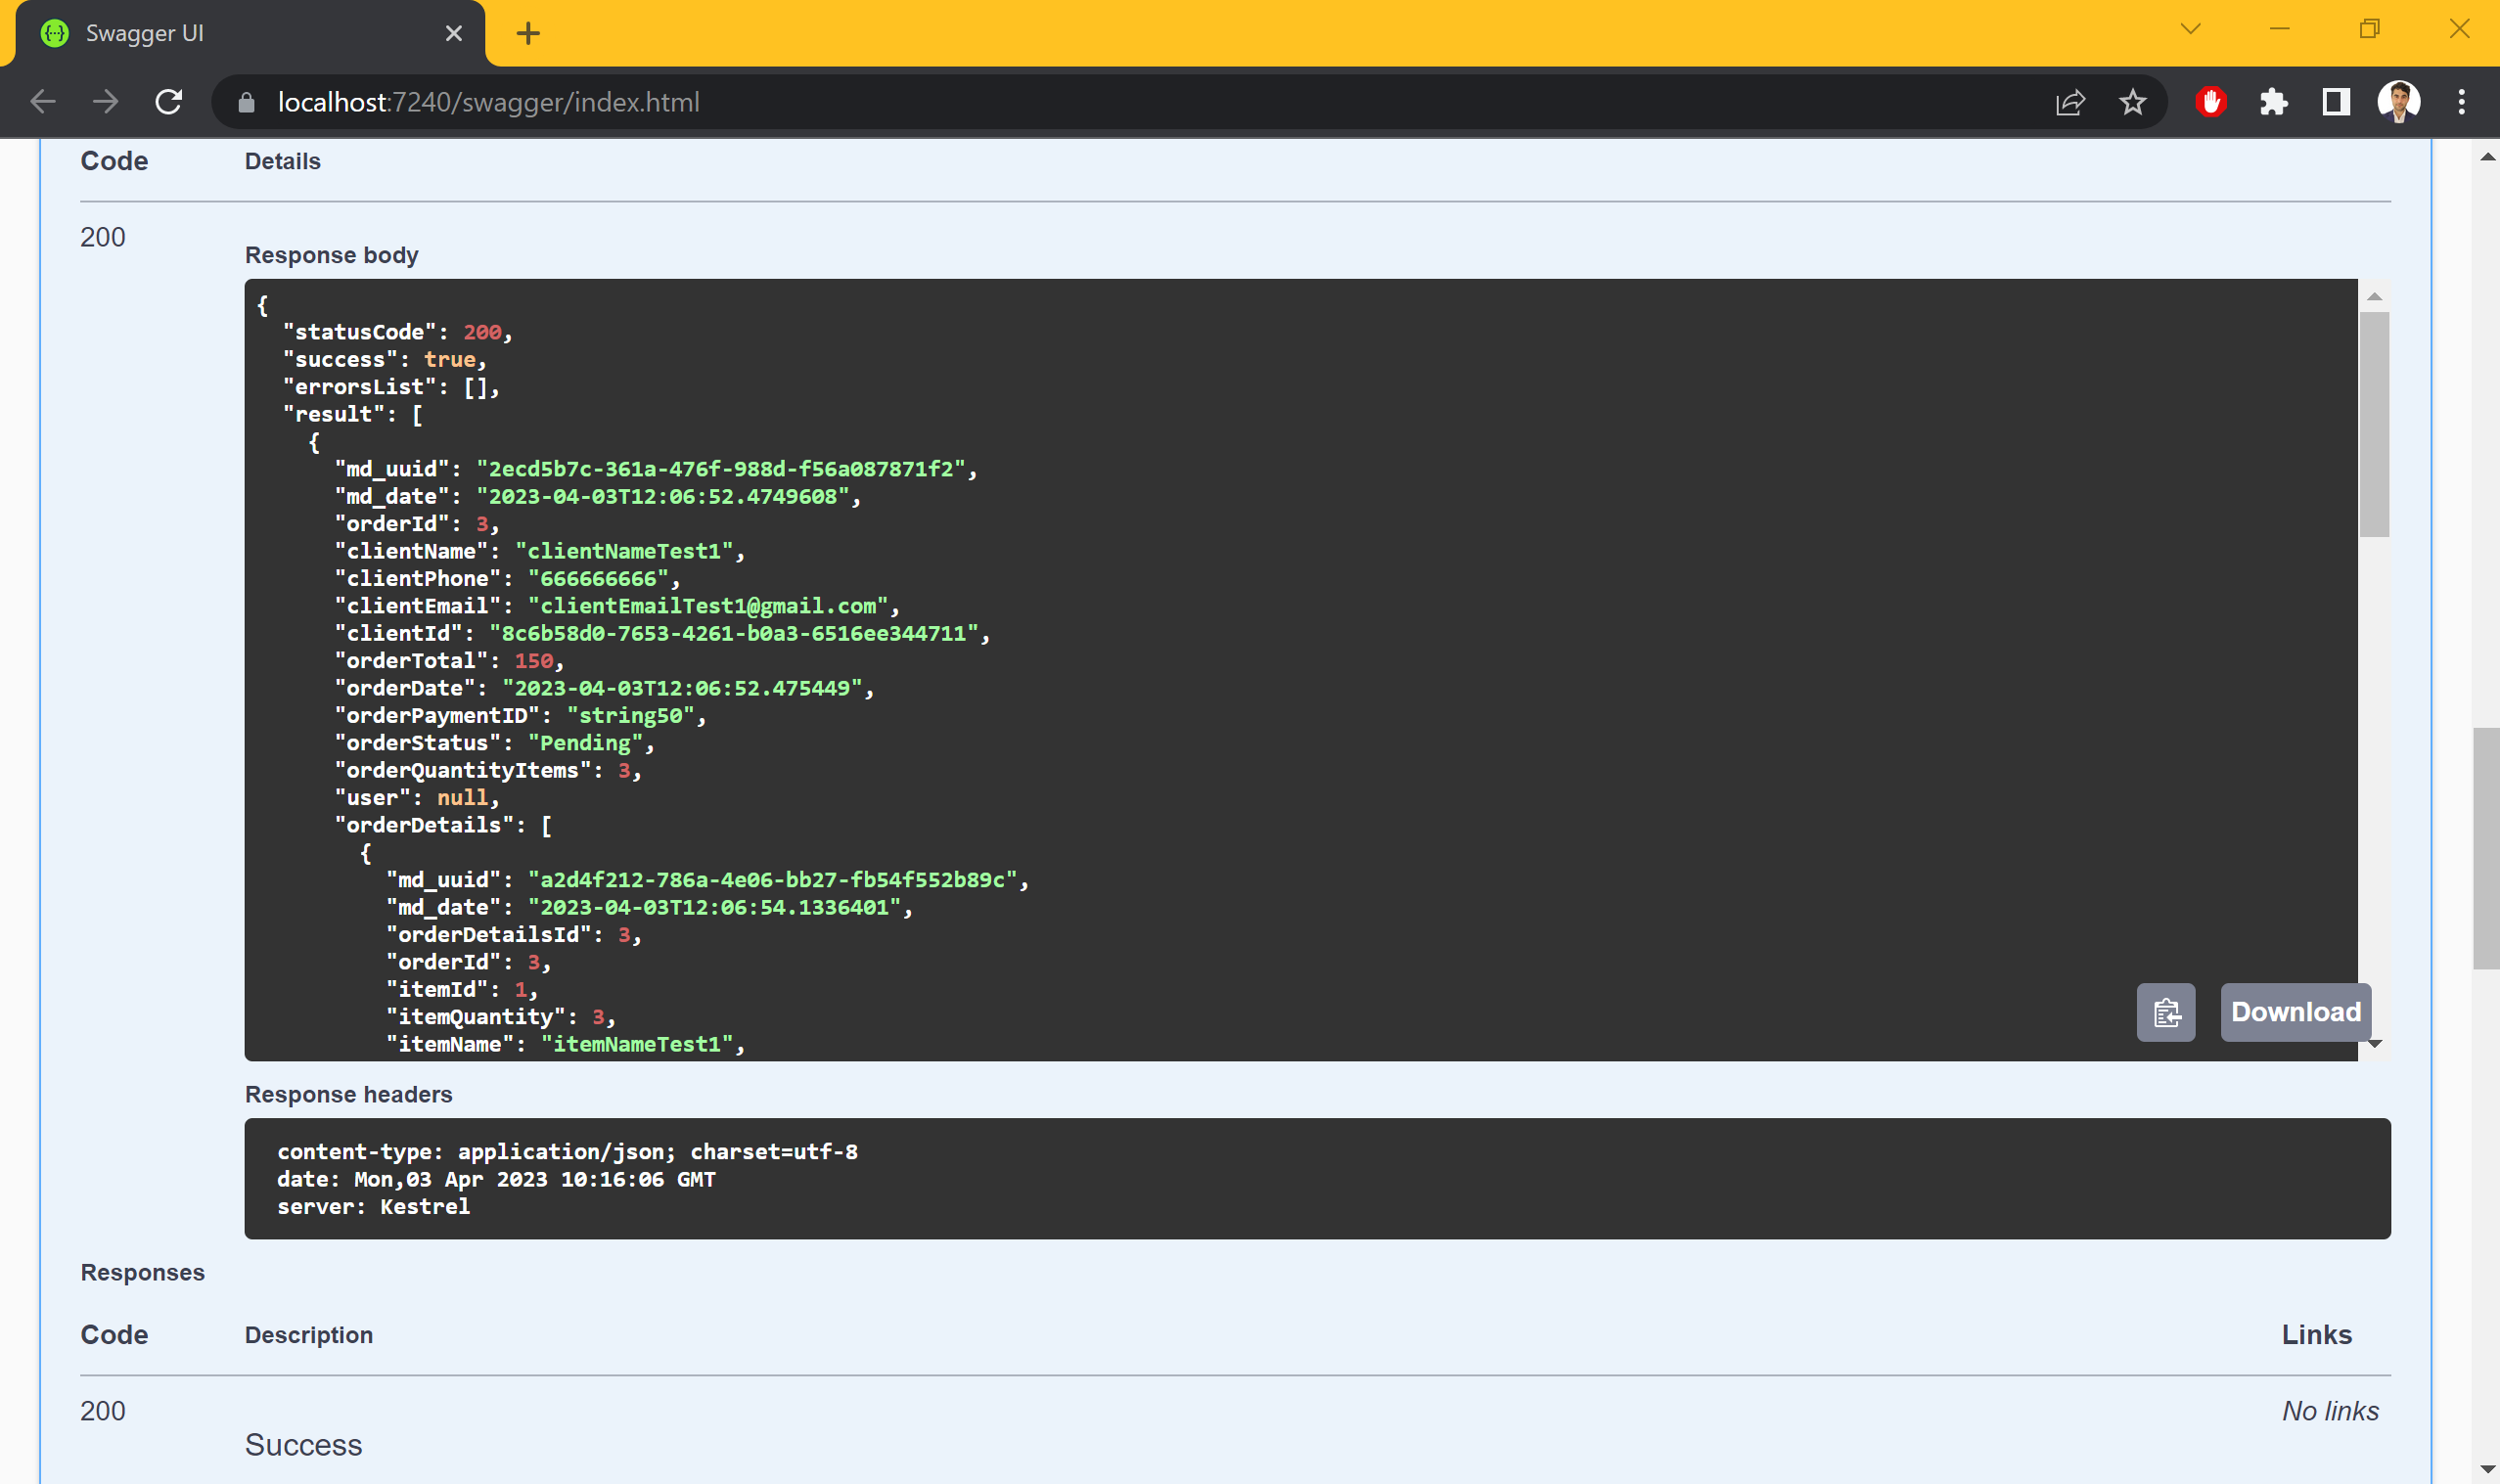 Swagger UI
localhost:7240/swagger/index.html
Code Details
200
Response body
{
"statusCode": 200,
"success": true,
"errorsList": [],
"result": [
{
"md_uuid": "2ecd5b7c-361a-476f-988d-f56a087871f2",
"md_date": "2023-04-03T12:06:52.4749608",
"orderId": 3,
"clientName": "clientNameTest1",
"clientPhone": "666666666",
"clientEmail": "clientEmailTest1@gmail.com",
"clientId": "8c6b58d0-7653-4261-b0a3-6516ee344711",
"orderTotal": 150,
"orderDate": "2023-04-03T12:06:52.475449",
"orderPaymentID": "string50",
"orderStatus": "Pending",
"orderQuantityItems": 3,
"user": null,
"orderDetails": [
{
"md_uuid": "a2d4f212-786a-4e06-bb27-fb54f552b89c",
"md_date": "2023-04-03T12:06:54.1336401",
"orderDetailsId": 3,
"orderId": 3,
"itemId": 1,
"itemQuantity": 3,
"itemName": "itemNameTest1",
Download
Response headers
content-type: application/json; charset=utf-8
date: Mon,03 Apr 2023 10:16:06 GMT
server: Kestrel
Responses
Code Description Links
200 No links
Success